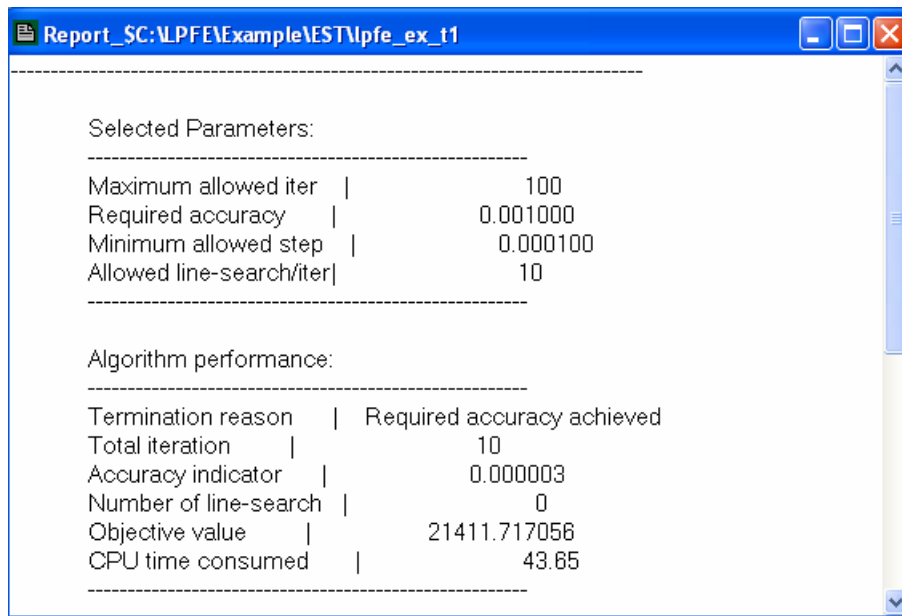 Report_$C:\LPFE\Example\EST\lpfe_ex_t1
--------------------------------------------------------------------------------
Selected Parameters:
--------------------------------------------------------
Maximum allowed iter | 100
Required accuracy | 0.001000
Minimum allowed step | 0.000100
Allowed line-search/iter| 10
--------------------------------------------------------
Algorithm performance:
--------------------------------------------------------
Termination reason | Required accuracy achieved
Total iteration | 10
Accuracy indicator | 0.000003
Number of line-search | 0
Objective value | 21411.717056
CPU time consumed | 43.65
--------------------------------------------------------